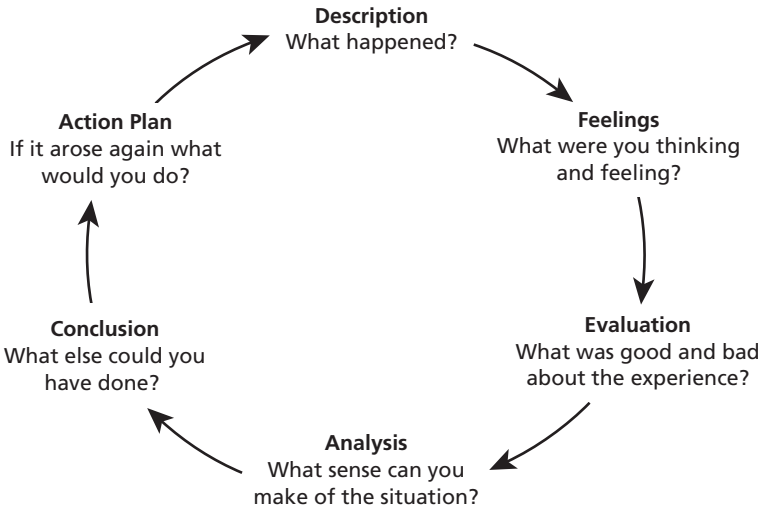 Description
What happened?
Feelings
What were you thinking
and feeling?
Evaluation
What was good and bad
about the experience?
Analysis
What sense can you
make of the situation?
Conclusion
What else could you
have done?
Action Plan
If it arose again what
would you do?